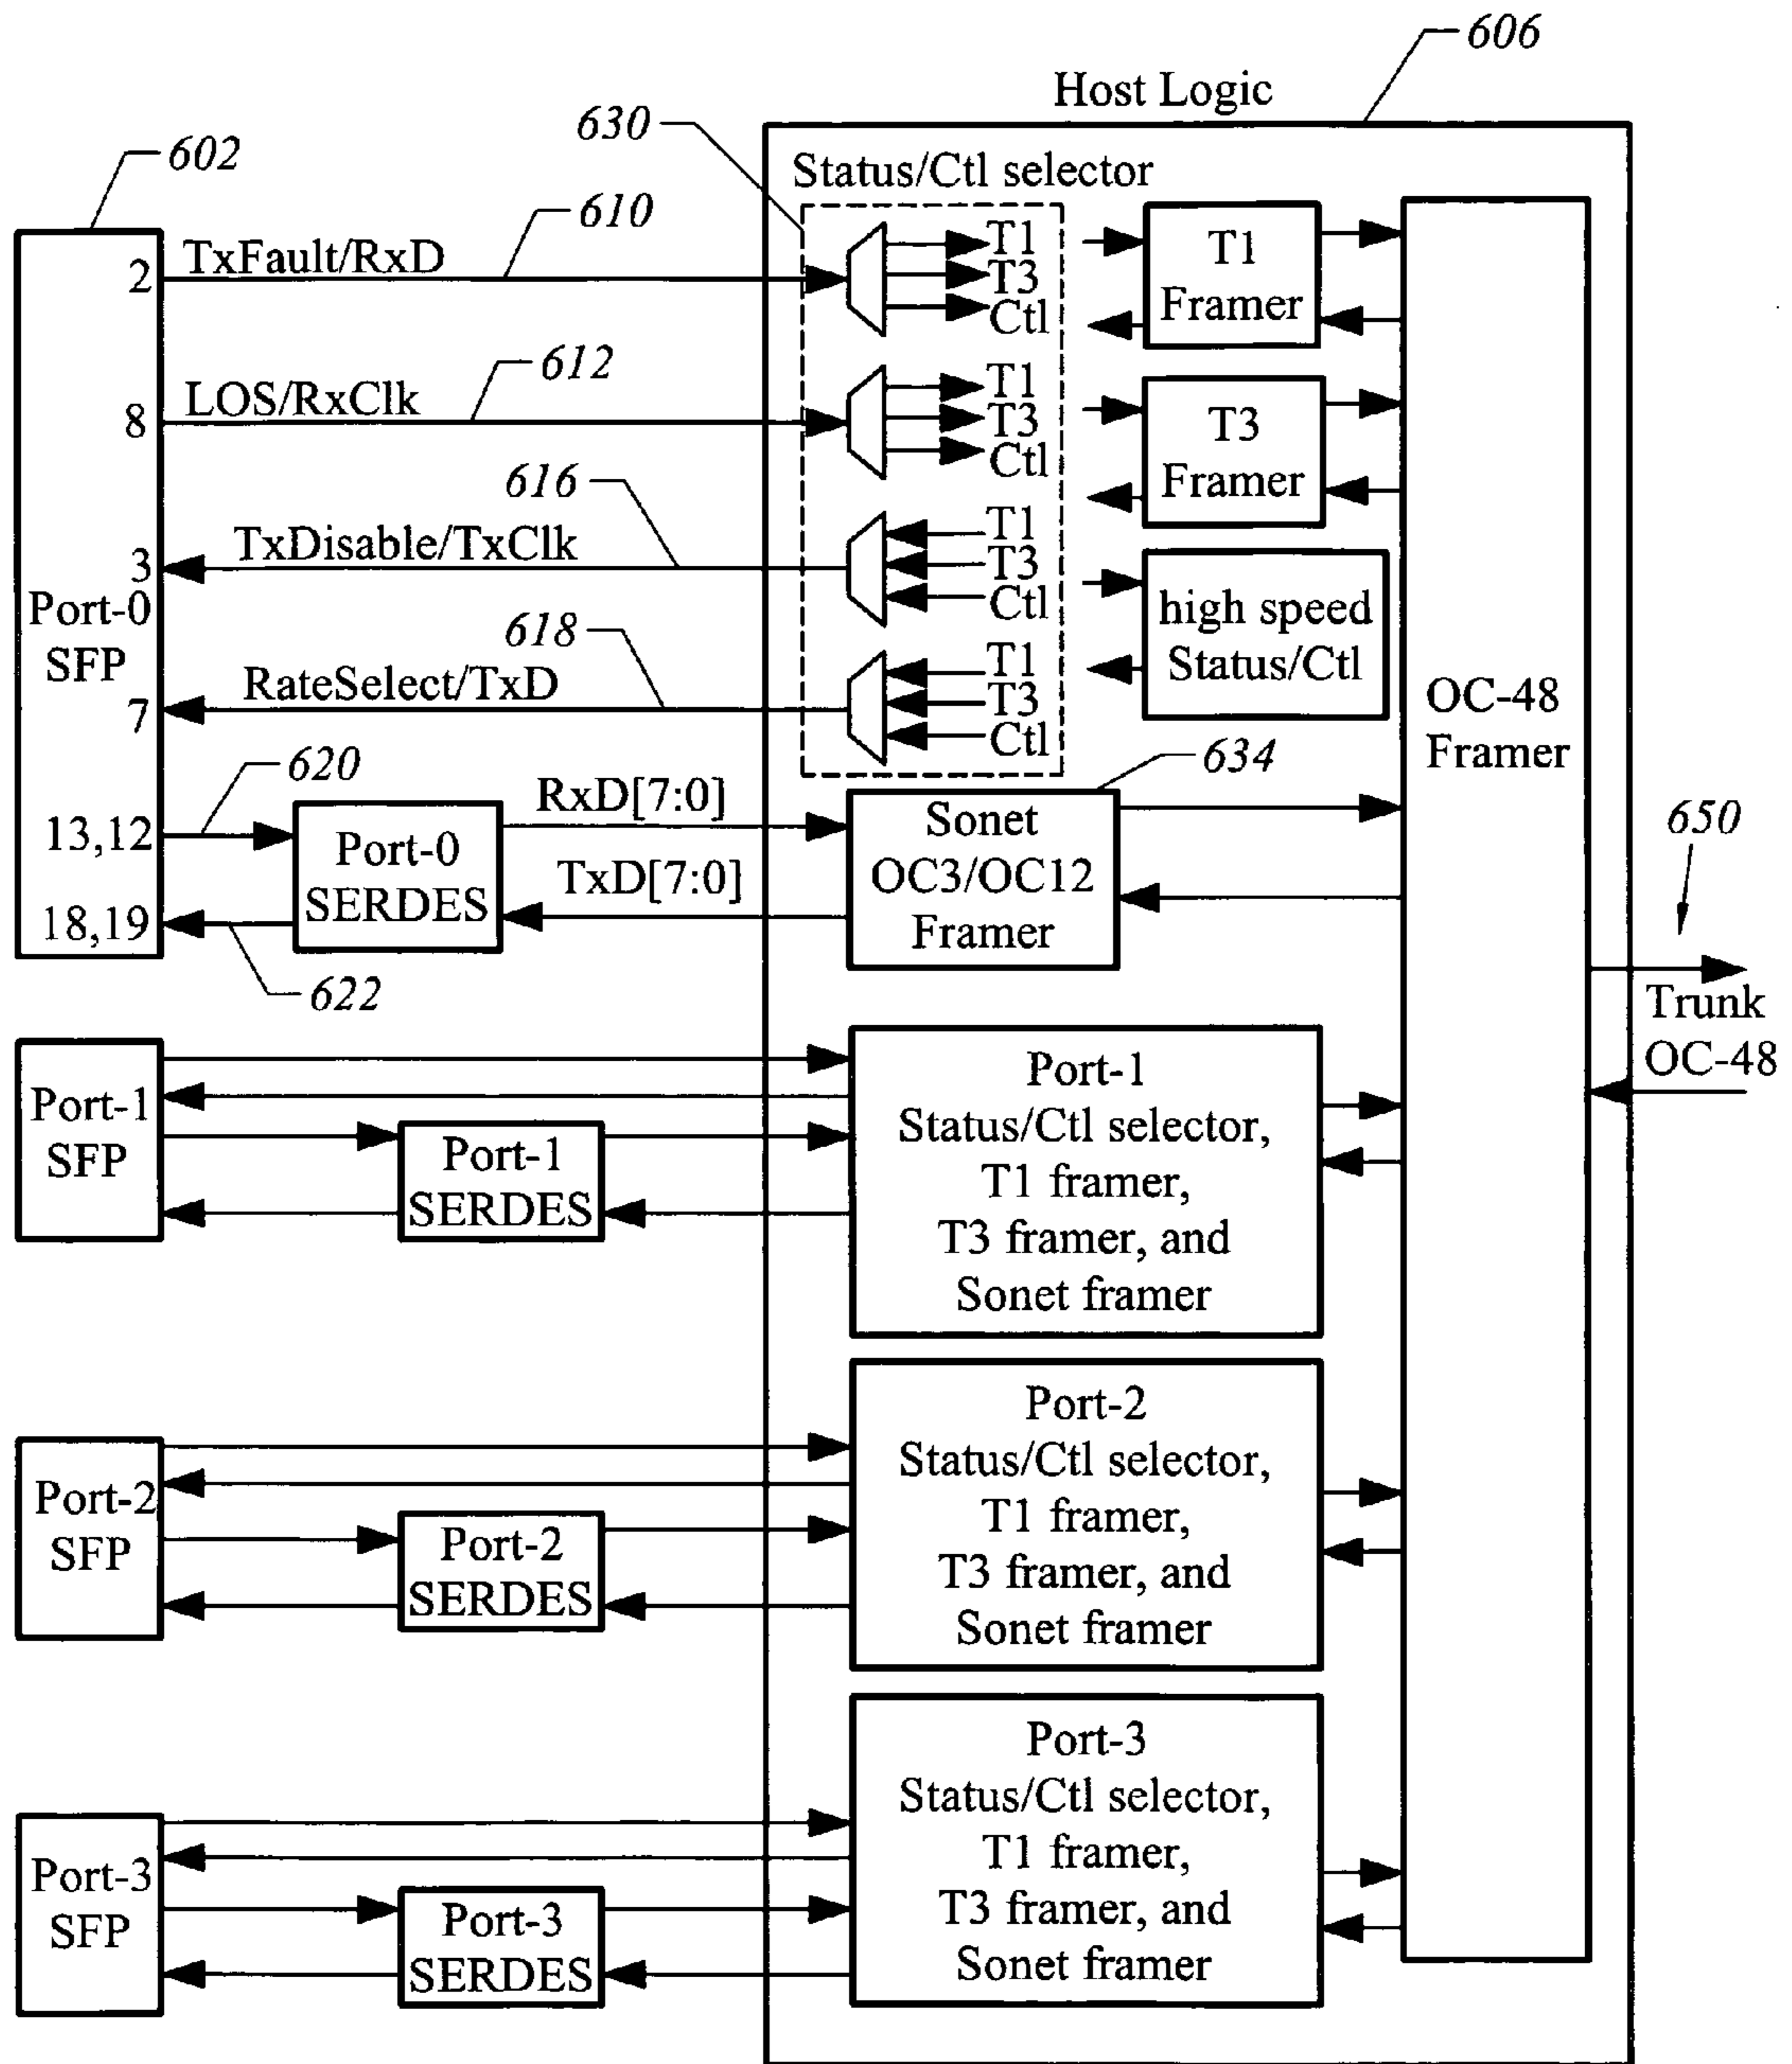 606
Host Logic
630
602
Status/Ctl selector
610
2
TxFault/RxD
T1
T3
Ctl
T1
Framer
612
8
LOS/RxClk
T1
T3
Ctl
T3
Framer
616
3
TxDisable/TxClk
T1
T3
Ctl
Port-0
SFP
high speed
Status/Ctl
618
7
RateSelect/TxD
T1
T3
Ctl
OC-48
Framer
620
634
13,12
Port-0
SERDES
RxD[7:0]
TxD[7:0]
Sonet
OC3/OC12
Framer
650
18,19
622
Trunk
OC-48
Port-1
SFP
Port-1
SERDES
Port-1
Status/Ctl selector,
T1 framer,
T3 framer, and
Sonet framer
Port-2
SFP
Port-2
SERDES
Port-2
Status/Ctl selector,
T1 framer,
T3 framer, and
Sonet framer
Port-3
SFP
Port-3
SERDES
Port-3
Status/Ctl selector,
T1 framer,
T3 framer, and
Sonet framer